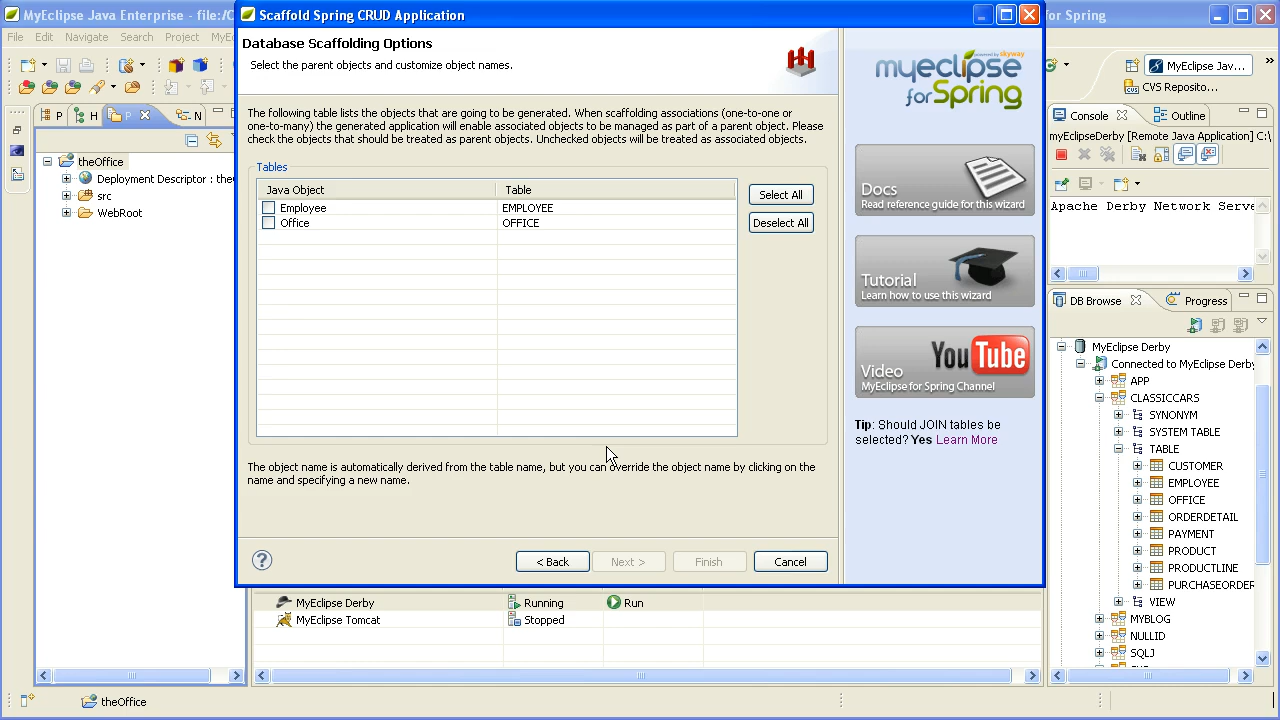 MyEclipse Java Enterprise - file:/C
Scaffold Spring CRUD Application
for Spring
File Edit Navigate Search Project MyE
Database Scaffolding Options
Select the parent objects and customize object names.
powered by skyway
myeclipse
for Spring
MyEclipse Jav...
CVS Reposito...
The following table lists the objects that are going to be generated. When scaffolding associations (one-to-one or
one-to-many) the generated application will enable associated objects to be managed as part of a parent object. Please
check the objects that should be treated as parent objects. Unchecked objects will be treated as associated objects.
P H P N
Console Outline
myEclipseDerby [Remote Java Application] C:\
Apache Derby Network Serve
theOffice
Deployment Descriptor : the
src
WebRoot
Tables
Java Object Table
Employee EMPLOYEE
Office OFFICE
Select All
Deselect All
Docs
Read reference guide for this wizard
Tutorial
Learn how to use this wizard
YouTube
Video
MyEclipse for Spring Channel
Tip: Should JOIN tables be
selected? Yes Learn More
DB Browse Progress
MyEclipse Derby
Connected to MyEclipse Derby
APP
CLASSICCARS
SYNONYM
SYSTEM TABLE
TABLE
CUSTOMER
EMPLOYEE
OFFICE
ORDERDETAIL
PAYMENT
PRODUCT
PRODUCTLINE
PURCHASEORDER
VIEW
MYBLOG
NULLID
SQLJ
The object name is automatically derived from the table name, but you can override the object name by clicking on the
name and specifying a new name.
? < Back Next > Finish Cancel
MyEclipse Derby Running Run
MyEclipse Tomcat Stopped
theOffice